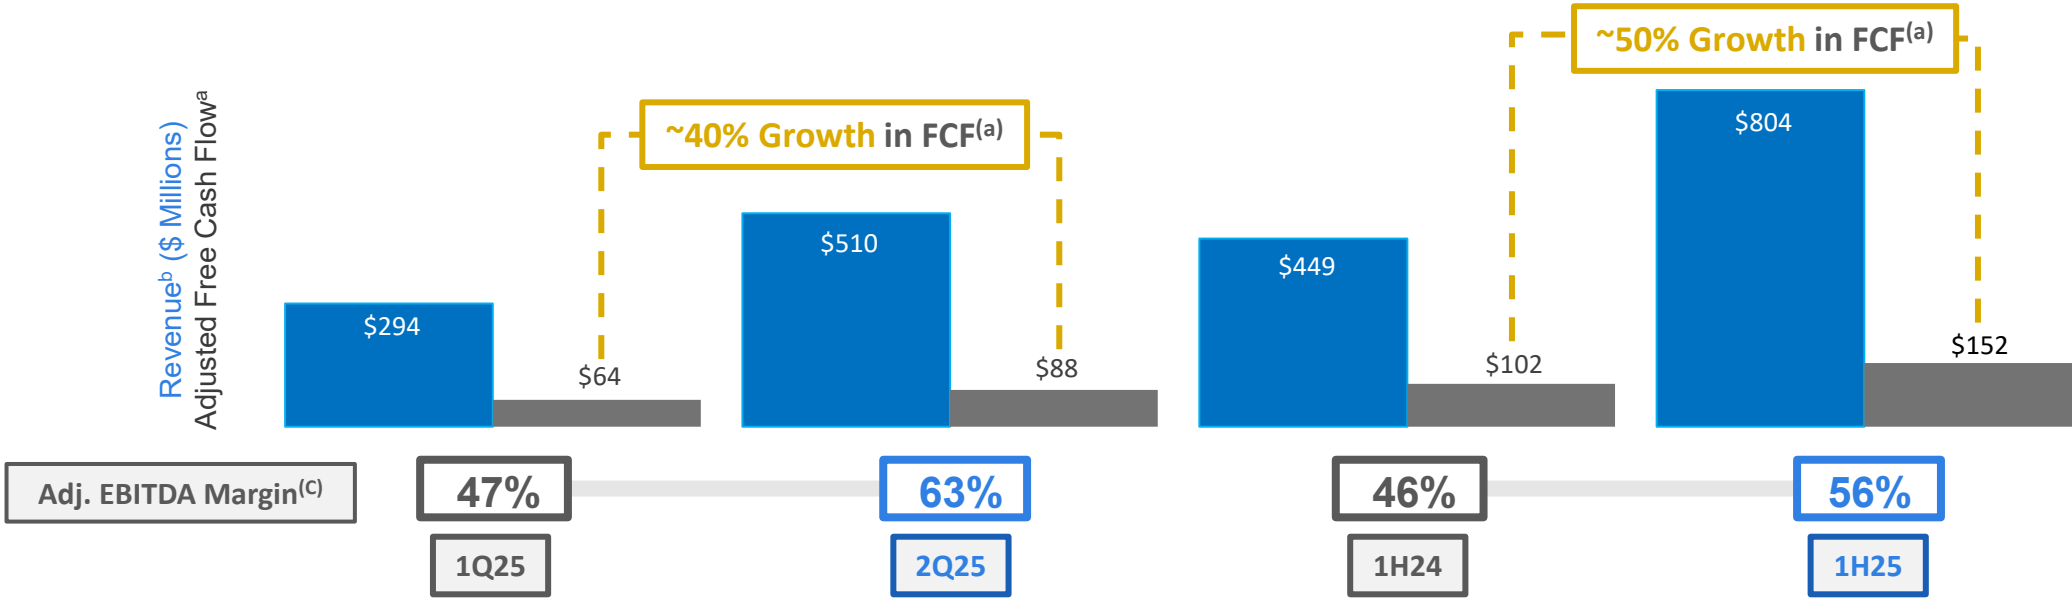 ~50% Growth in FCF(a)
~40% Growth in FCF(a)
Revenueᵇ ($ Millions)
Adjusted Free Cash Flowᵃ
$294
$64
$510
$88
$449
$102
$804
$152
Adj. EBITDA Margin(C)
47%
63%
46%
56%
1Q25
2Q25
1H24
1H25